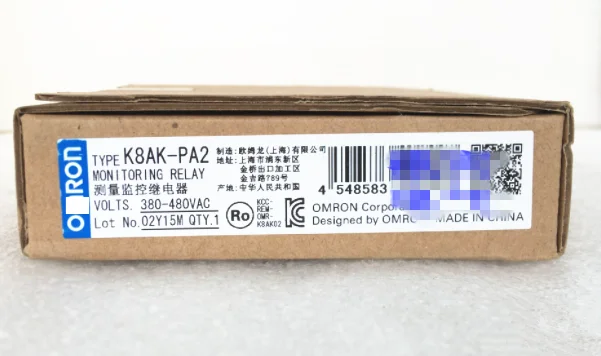 OMRON
TYPE K8AK-PA2
MONITORING RELAY
测量监控继电器
VOLTS. 380-480VAC
Lot No. 02Y15M QTY.1
制造: 欧姆龙(上海)有限公司
地址: 上海市浦东新区
金桥出口加工区
金吉路789号
产地: 中华人民共和国
Ro
KCC-
REM-
OMR-
K8AK02
4 548583
OMRON Corpor
Designed by OMRO
MADE IN CHINA